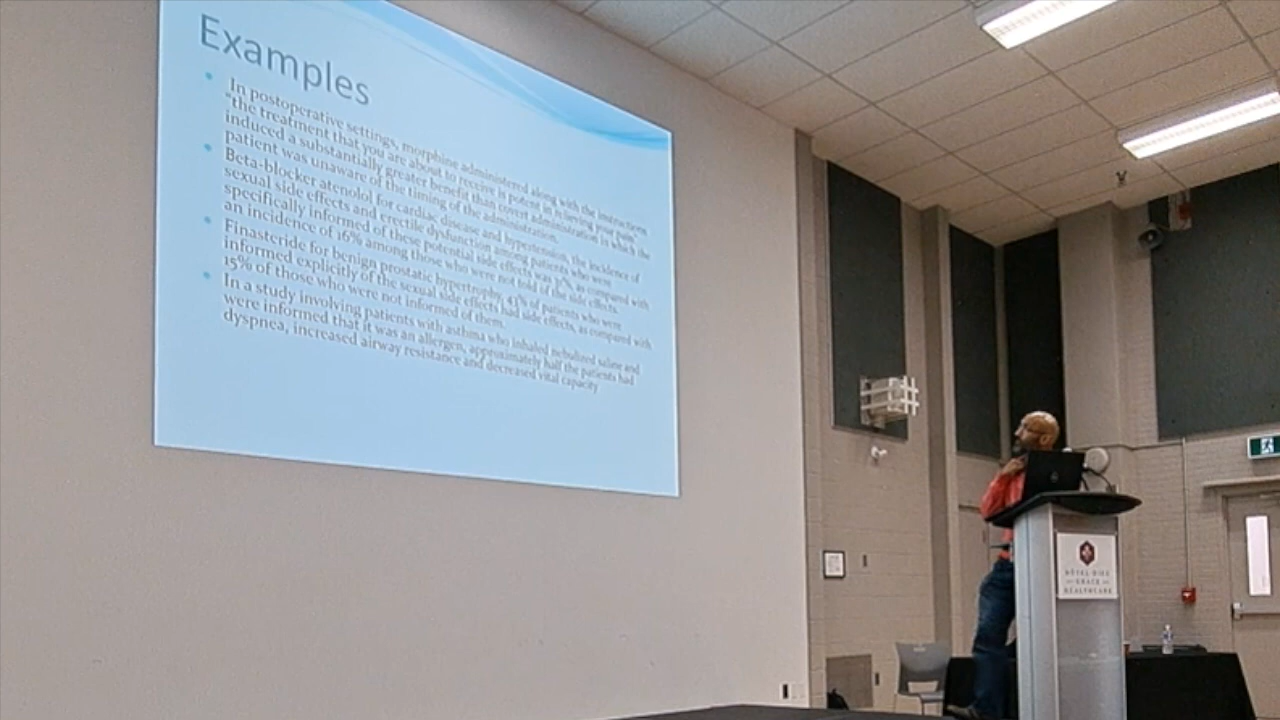 Examples
• In postoperative settings, morphine administered along with the instructions
"the treatment that you are about to receive is potent in relieving your pain"
induced a substantially greater benefit than covert administration in which the
patient was unaware of the timing of the administration.
• Beta-blocker atenolol for cardiac disease and hypertension, the incidence of
sexual side effects and erectile dysfunction among patients who were
specifically informed of these potential side effects was as compared with
an incidence of 16% among those who were not told of the side effects.
• Finasteride for benign prostatic hypertrophy, 43% of patients who were
informed explicitly of the sexual side effects had side effects, as compared with
15% of those who were not informed of them.
• In a study involving patients with asthma who inhaled nebulized saline and
were informed that it was an allergen, approximately half the patients had
dyspnea, increased airway resistance and decreased vital capacity
HÔTEL-DIEU
GRACE
HEALTHCARE